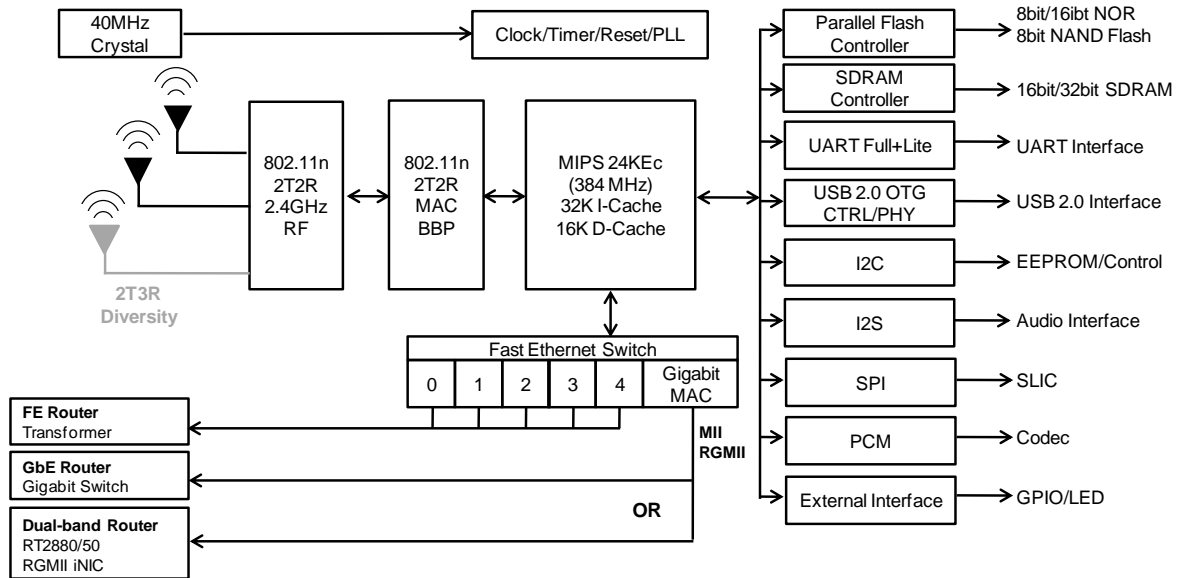 40MHz
Crystal
Clock/Timer/Reset/PLL
802.11n
2T2R
2.4GHz
RF
802.11n
2T2R
MAC
BBP
MIPS 24KEc
(384 MHz)
32K I-Cache
16K D-Cache
2T3R
Diversity
Fast Ethernet Switch
0
1
2
3
4
Gigabit
MAC
MII
RGMII
OR
FE Router
Transformer
GbE Router
Gigabit Switch
Dual-band Router
RT2880/50
RGMII iNIC
Parallel Flash
Controller
8bit/16ibt NOR
8bit NAND Flash
SDRAM
Controller
16bit/32bit SDRAM
UART Full+Lite
UART Interface
USB 2.0 OTG
CTRL/PHY
USB 2.0 Interface
I2C
EEPROM/Control
I2S
Audio Interface
SPI
SLIC
PCM
Codec
External Interface
GPIO/LED